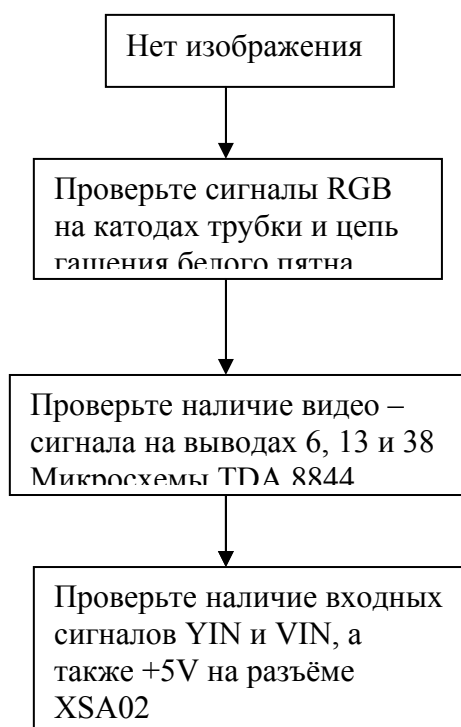 Нет изображения
Проверьте сигналы RGB
на катодах трубки и цепь
гашения белого пятна
Проверьте наличие видео –
сигнала на выводах 6, 13 и 38
Микросхемы TDA 8844
Проверьте наличие входных
сигналов YIN и VIN, а
также +5V на разъёме
XSA02